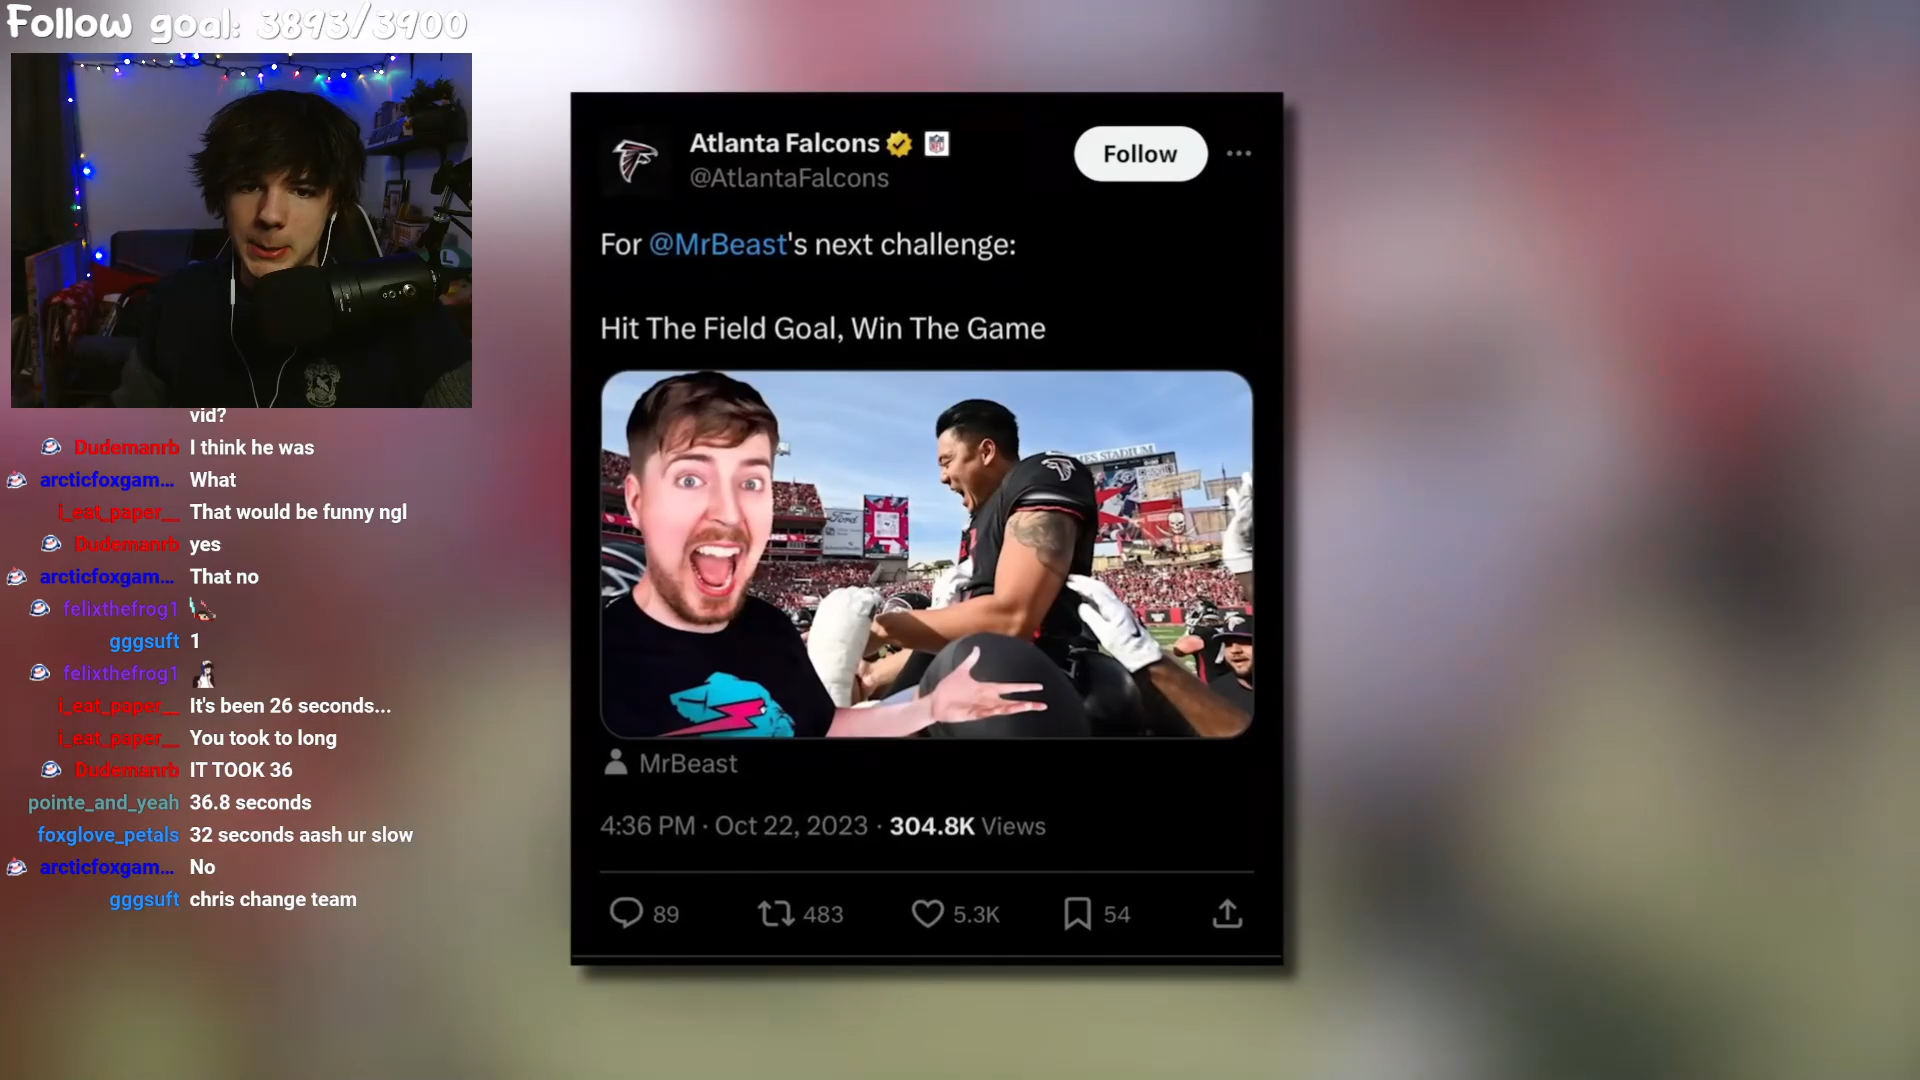 Follow goal: 3893/3900
vid?
Dudemanrb I think he was
arcticfoxgam... What
i_eat_paper__ That would be funny ngl
Dudemanrb yes
arcticfoxgam... That no
felixthefrog1
gggsuft 1
felixthefrog1
i_eat_paper__ It's been 26 seconds...
i_eat_paper__ You took to long
Dudemanrb IT TOOK 36
pointe_and_yeah 36.8 seconds
foxglove_petals 32 seconds aash ur slow
arcticfoxgam... No
gggsuft chris change team
Atlanta Falcons
@AtlantaFalcons
Follow
For @MrBeast's next challenge:
Hit The Field Goal, Win The Game
Ford
STADIUM
MrBeast
4:36 PM · Oct 22, 2023 · 304.8K Views
89 483 5.3K 54